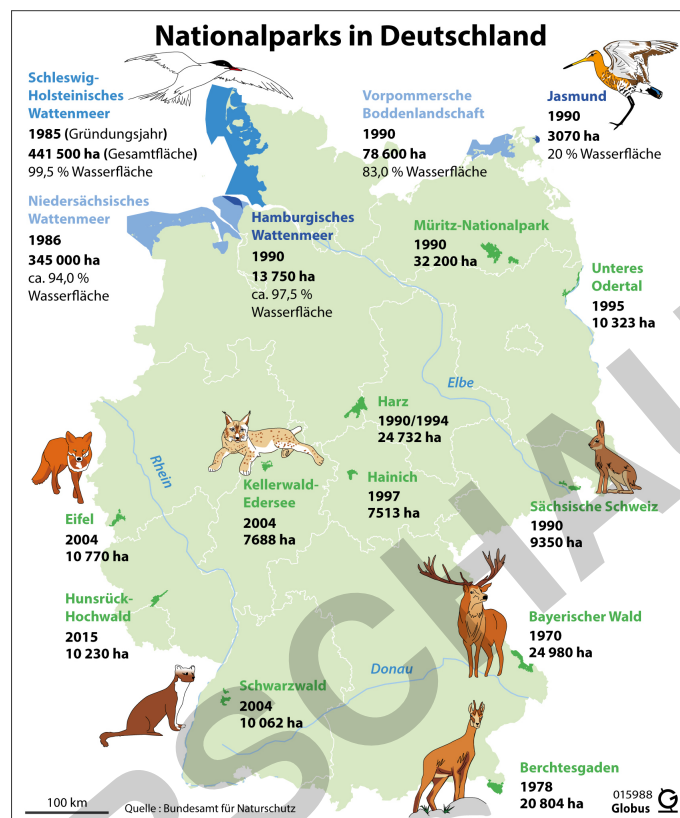 Nationalparks in Deutschland
Schleswig-
Holsteinisches
Wattenmeer
1985 (Gründungsjahr)
441 500 ha (Gesamtfläche)
99,5 % Wasserfläche
Vorpommersche
Boddenlandschaft
1990
78 600 ha
83,0 % Wasserfläche
Jasmund
1990
3070 ha
20 % Wasserfläche
Niedersächsisches
Wattenmeer
1986
345 000 ha
ca. 94,0 %
Wasserfläche
Hamburgisches
Wattenmeer
1990
13 750 ha
ca. 97,5 %
Wasserfläche
Müritz-Nationalpark
1990
32 200 ha
Unteres
Odertal
1995
10 323 ha
Elbe
Harz
1990/1994
24 732 ha
Rhein
Kellerwald-
Edersee
2004
7688 ha
Hainich
1997
7513 ha
Sächsische Schweiz
1990
9350 ha
Eifel
2004
10 770 ha
Hunsrück-
Hochwald
2015
10 230 ha
Bayerischer Wald
1970
24 980 ha
Donau
Schwarzwald
2004
10 062 ha
Berchtesgaden
1978
20 804 ha
100 km
Quelle : Bundesamt für Naturschutz
015988
Globus